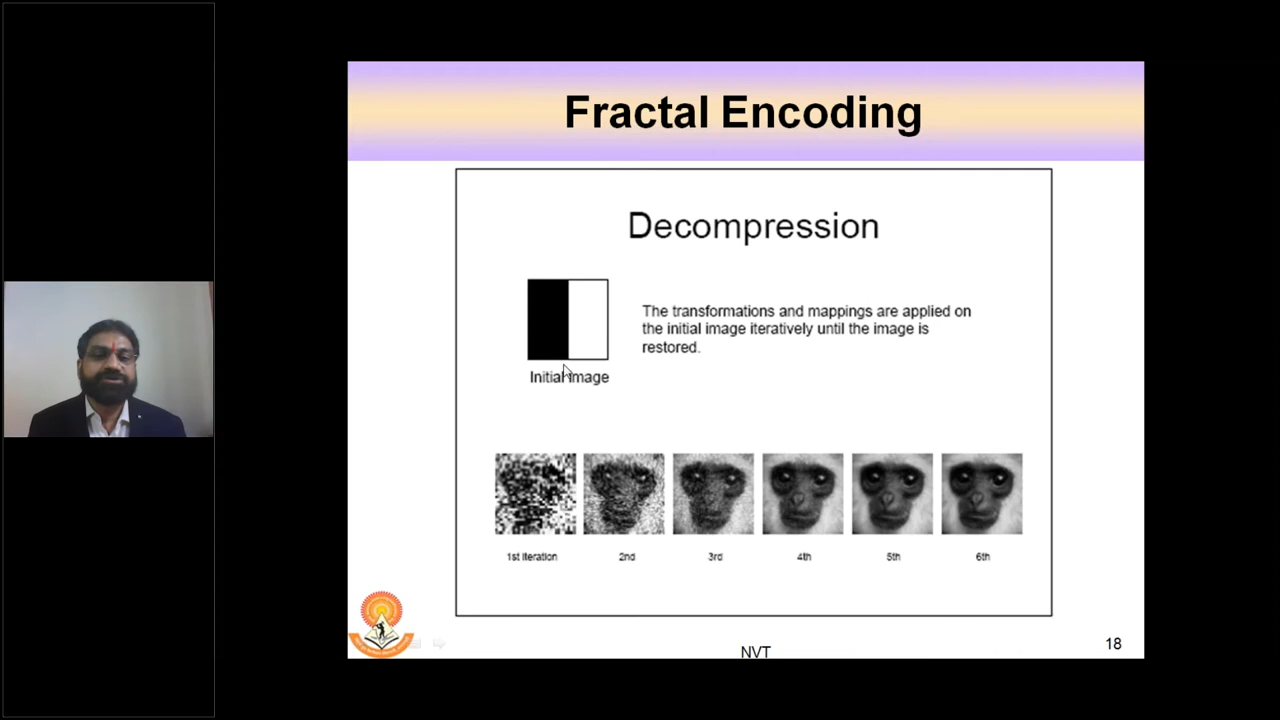 Fractal Encoding
Decompression
The transformations and mappings are applied on
the initial image iteratively until the image is
restored.
Initial Image
1st Iteration 2nd 3rd 4th 5th 6th
NVT
18